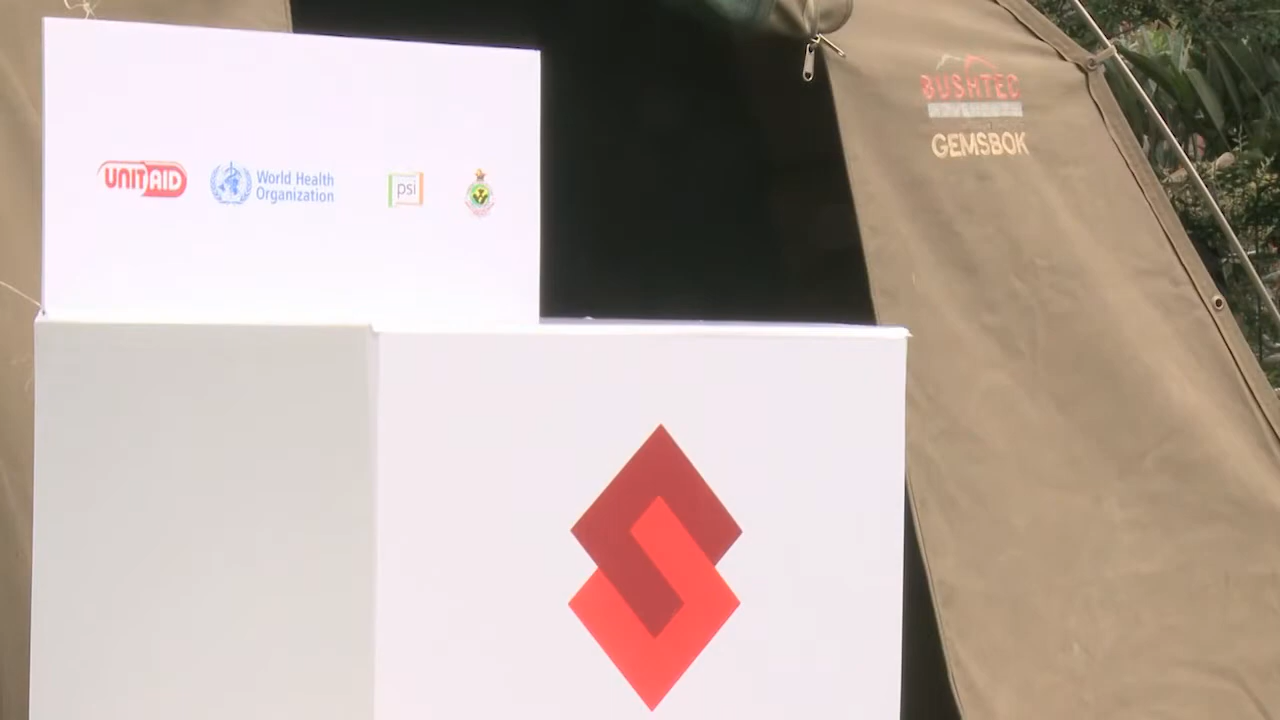 UNITAID
World Health
Organization
psi
BUSHTEC
GEMSBOK